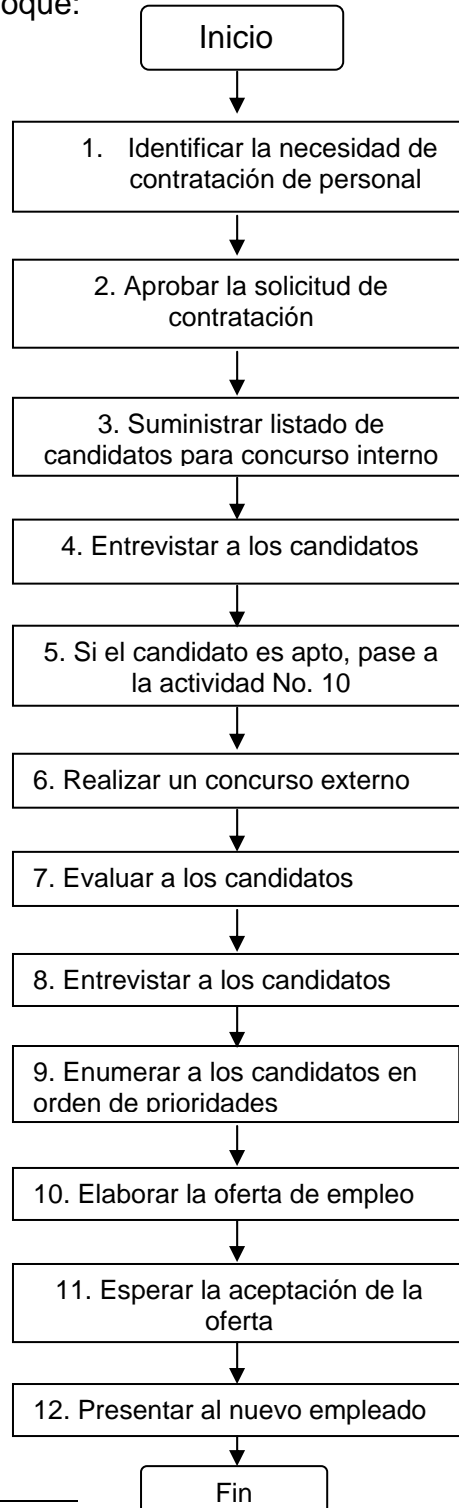 oque:
Inicio
1. Identificar la necesidad de
contratación de personal
2. Aprobar la solicitud de
contratación
3. Suministrar listado de
candidatos para concurso interno
4. Entrevistar a los candidatos
5. Si el candidato es apto, pase a
la actividad No. 10
6. Realizar un concurso externo
7. Evaluar a los candidatos
8. Entrevistar a los candidatos
9. Enumerar a los candidatos en
orden de prioridades
10. Elaborar la oferta de empleo
11. Esperar la aceptación de la
oferta
12. Presentar al nuevo empleado
Fin